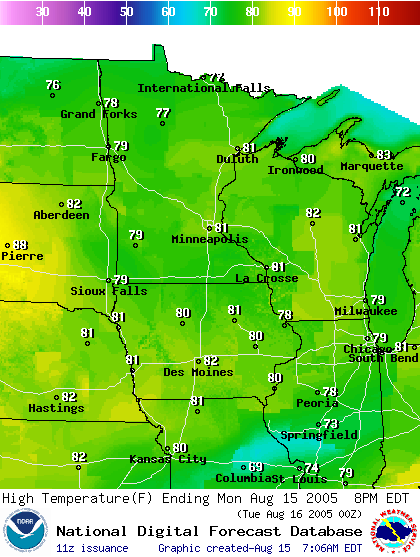 30 40 50 60 70 80 90 100 110
77
International Falls
76
78
Grand Forks
77
79
Fargo
81
Duluth
80
Ironwood
83
Marquette
72
82
Aberdeen
82
81
79
81
Minneapolis
88
Pierre
81
La Crosse
79
Sioux Falls
79
Milwaukee
81
80
81
78
81
80
79
Chicago
81
South Bend
81
82
Des Moines
80
82
Hastings
81
78
Peoria
73
Springfield
80
Kansas City
82
69
Columbia
74
St Louis
79
High Temperature(F) Ending Mon Aug 15 2005 8PM EDT
(Tue Aug 16 2005 00Z)
NOAA
National Digital Forecast Database
11z issuance Graphic created-Aug 15 7:06AM EDT